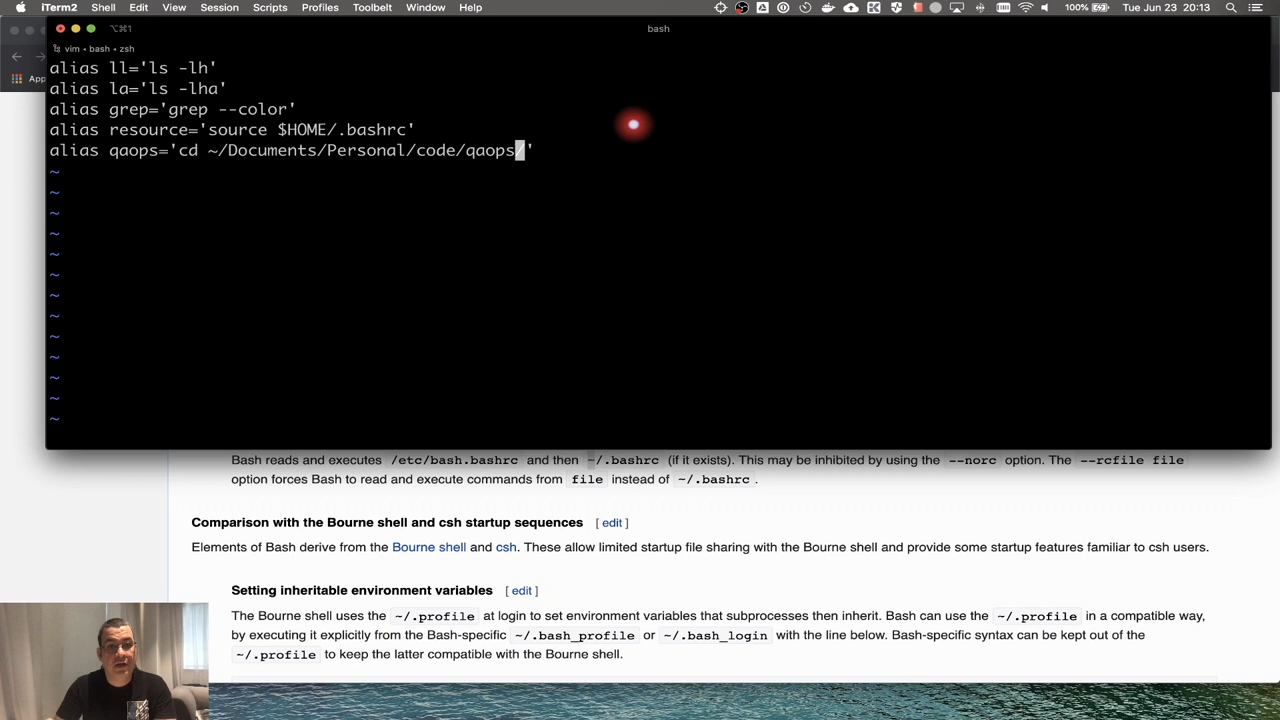 iTerm2 Shell Edit View Session Scripts Profiles Toolbelt Window Help 100% Tue Jun 23 20:13
⌥⌘1 bash
vim • bash • zsh
App
alias ll='ls -lh'
alias la='ls -lha'
alias grep='grep --color'
alias resource='source $HOME/.bashrc'
alias qaops='cd ~/Documents/Personal/code/qaops/'
~
~
~
~
~
~
~
~
~
~
~
~
~
Bash reads and executes /etc/bash.bashrc and then ~/.bashrc (if it exists). This may be inhibited by using the --norc option. The --rcfile file
option forces Bash to read and execute commands from file instead of ~/.bashrc .
Comparison with the Bourne shell and csh startup sequences [ edit ]
Elements of Bash derive from the Bourne shell and csh. These allow limited startup file sharing with the Bourne shell and provide some startup features familiar to csh users.
Setting inheritable environment variables [ edit ]
The Bourne shell uses the ~/.profile at login to set environment variables that subprocesses then inherit. Bash can use the ~/.profile in a compatible way,
by executing it explicitly from the Bash-specific ~/.bash_profile or ~/.bash_login with the line below. Bash-specific syntax can be kept out of the
~/.profile to keep the latter compatible with the Bourne shell.